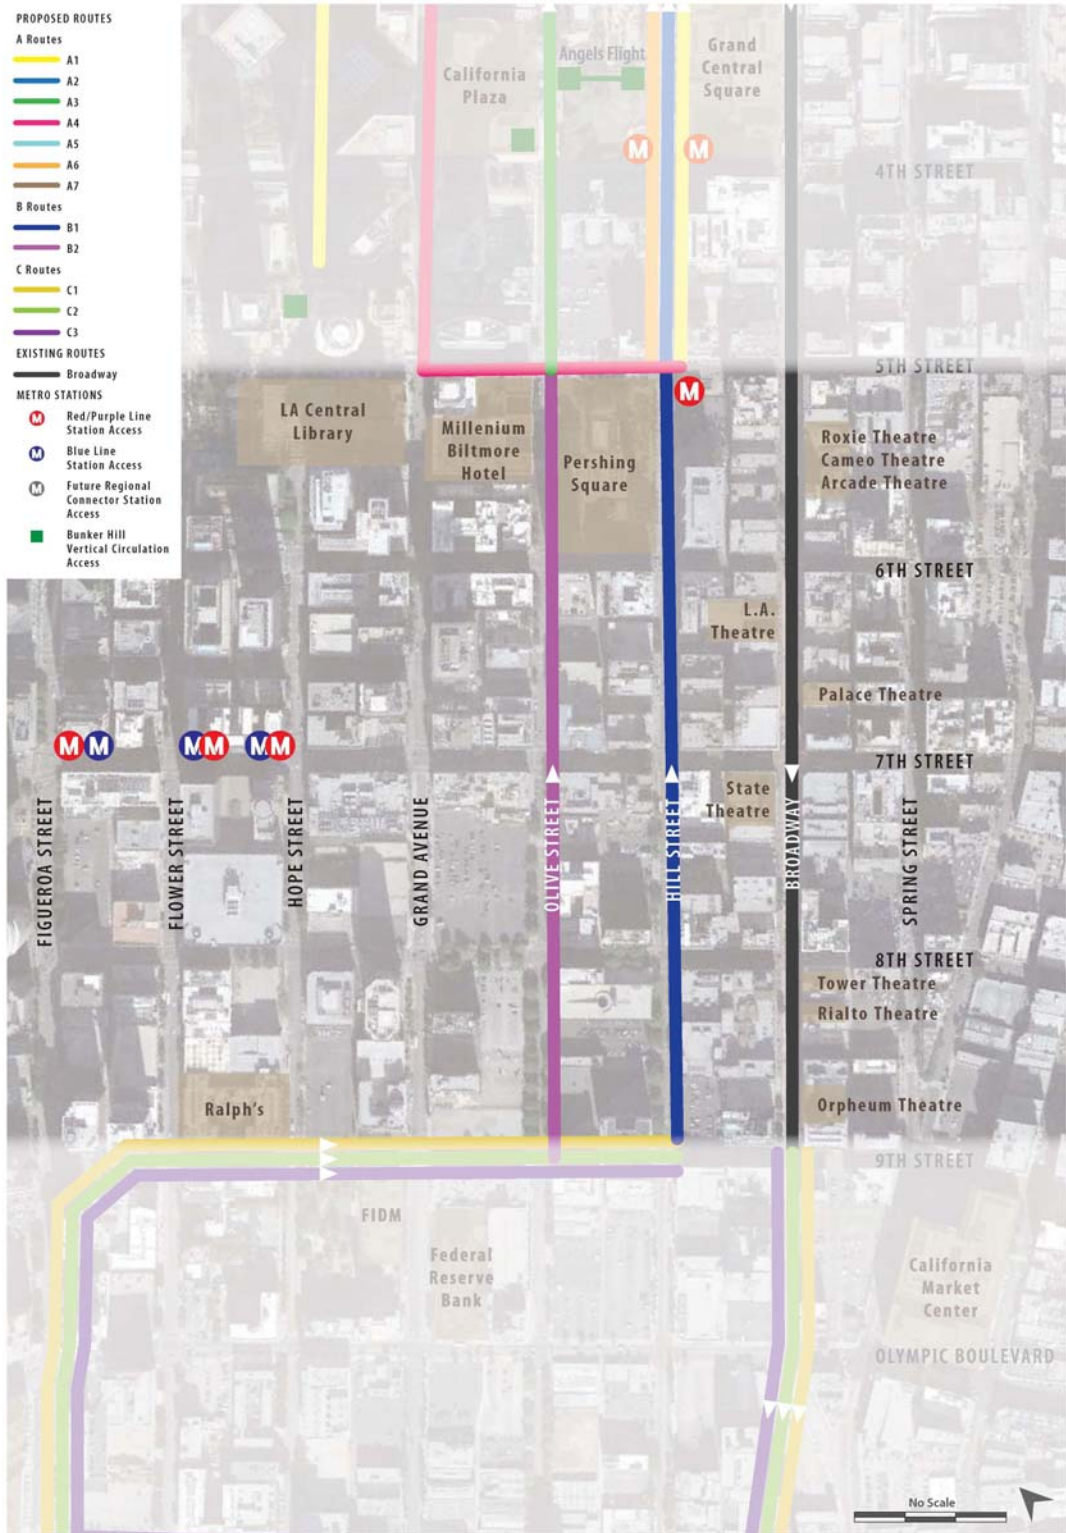 PROPOSED ROUTES
A Routes
A1
A2
A3
A4
A5
A6
A7
B Routes
B1
B2
C Routes
C1
C2
C3
EXISTING ROUTES
Broadway
METRO STATIONS
M Red/Purple Line
Station Access
M Blue Line
Station Access
M Future Regional
Connector Station
Access
Bunker Hill
Vertical Circulation
Access
California
Plaza
Angels Flight
Grand
Central
Square
M
M
4TH STREET
5TH STREET
M
LA Central
Library
Millenium
Biltmore
Hotel
Pershing
Square
Roxie Theatre
Cameo Theatre
Arcade Theatre
6TH STREET
L.A.
Theatre
Palace Theatre
M M
M M
M M
7TH STREET
State
Theatre
FIGUEROA STREET
FLOWER STREET
HOPE STREET
GRAND AVENUE
OLIVE STREET
HILL STREET
BROADWAY
SPRING STREET
8TH STREET
Tower Theatre
Rialto Theatre
Ralph's
Orpheum Theatre
9TH STREET
FIDM
Federal
Reserve
Bank
California
Market
Center
OLYMPIC BOULEVARD
No Scale